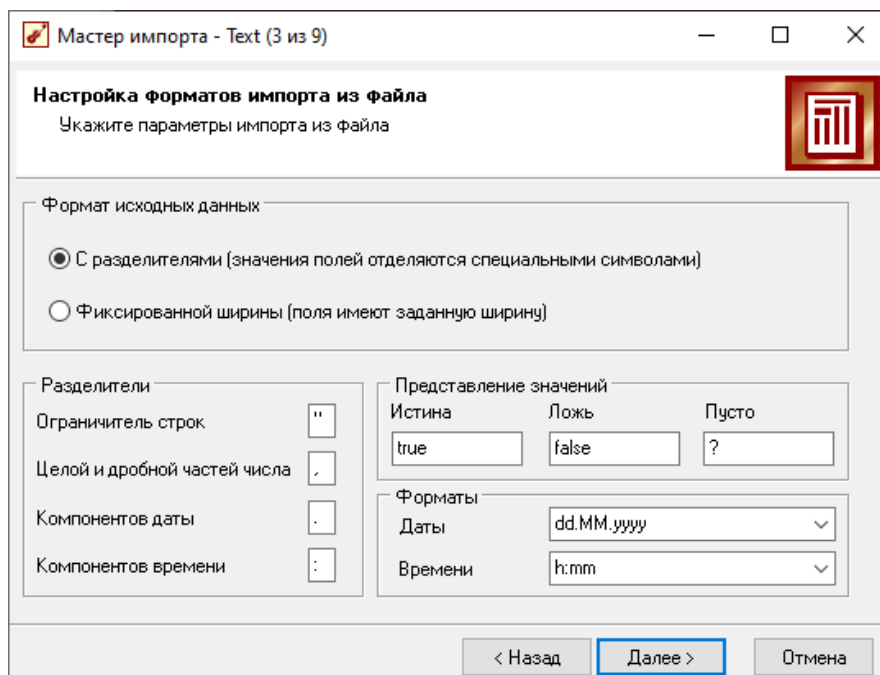 Мастер импорта - Text (3 из 9)
Настройка форматов импорта из файла
Укажите параметры импорта из файла
Формат исходных данных
С разделителями (значения полей отделяются специальными символами)
Фиксированной ширины (поля имеют заданную ширину)
Разделители
Ограничитель строк "
Целой и дробной частей числа ,
Компонентов даты .
Компонентов времени :
Представление значений
Истина Ложь Пусто
true false ?
Форматы
Даты dd.MM.yyyy
Времени h:mm
< Назад Далее > Отмена